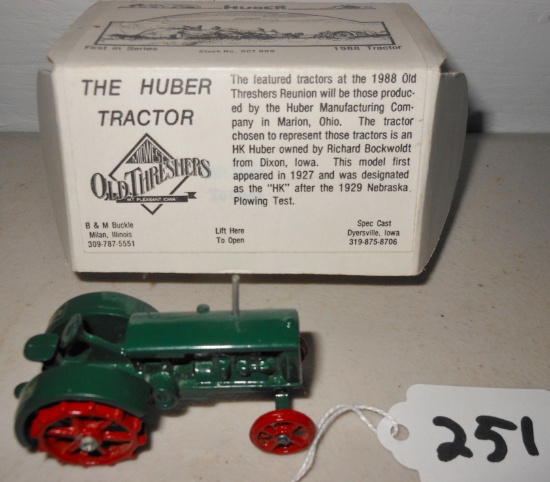 HUBER
First in Series
Stock No.
1988 Tractor
THE HUBER
TRACTOR
MIDWEST
OLD THRESHERS
MT. PLEASANT IOWA
B & M Buckle
Milan, Illinois
309-787-5551
The featured tractors at the 1988 Old
Threshers Reunion will be those produc-
ed by the Huber Manufacturing Com-
pany in Marion, Ohio. The tractor
chosen to represent those tractors is an
HK Huber owned by Richard Bockwoldt
from Dixon, Iowa. This model first
appeared in 1927 and was designated
as the "HK" after the 1929 Nebraska
Plowing Test.
Lift Here
To Open
Spec Cast
Dyersville, Iowa
319-875-8706
251